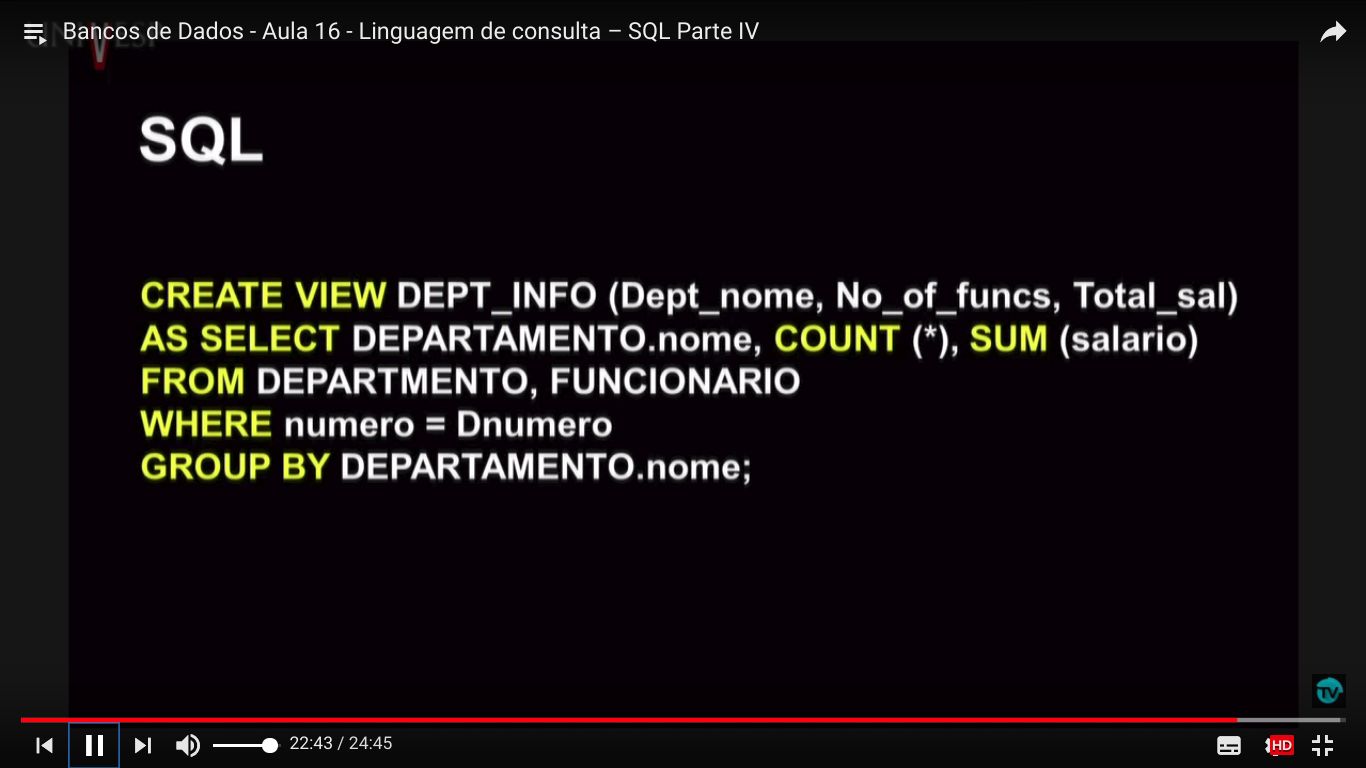 Bancos de Dados - Aula 16 - Linguagem de consulta – SQL Parte IV
SQL
CREATE VIEW DEPT_INFO (Dept_nome, No_of_funcs, Total_sal)
AS SELECT DEPARTAMENTO.nome, COUNT (*), SUM (salario)
FROM DEPARTMENTO, FUNCIONARIO
WHERE numero = Dnumero
GROUP BY DEPARTAMENTO.nome;
TV
22:43 / 24:45
HD